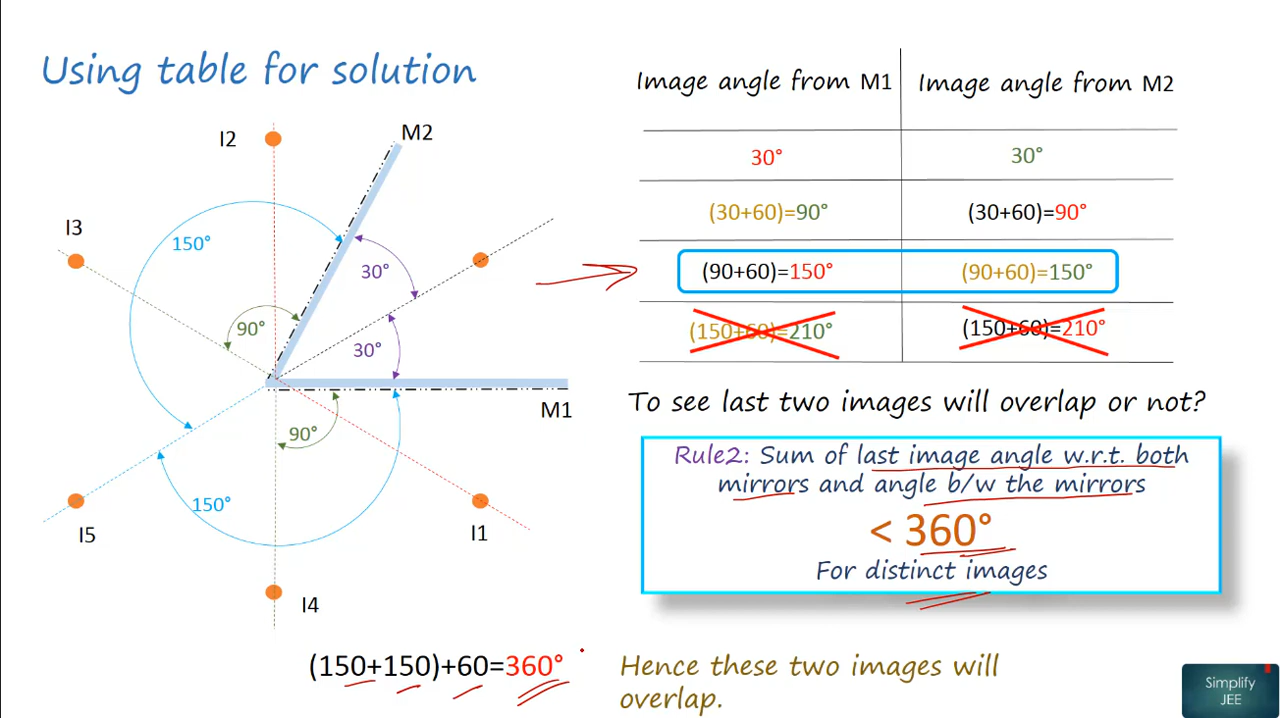 Using table for solution
Image angle from M1 Image angle from M2
30° 30°
(30+60)=90° (30+60)=90°
(90+60)=150° (90+60)=150°
(150+60)=210° (150+60)=210°
I2
M2
I3
150°
30°
90°
30°
M1
90°
150°
I5
I1
I4
To see last two images will overlap or not?
Rule2: Sum of last image angle w.r.t. both
mirrors and angle b/w the mirrors
< 360°
For distinct images
(150+150)+60=360°
Hence these two images will
overlap.
Simplify
JEE